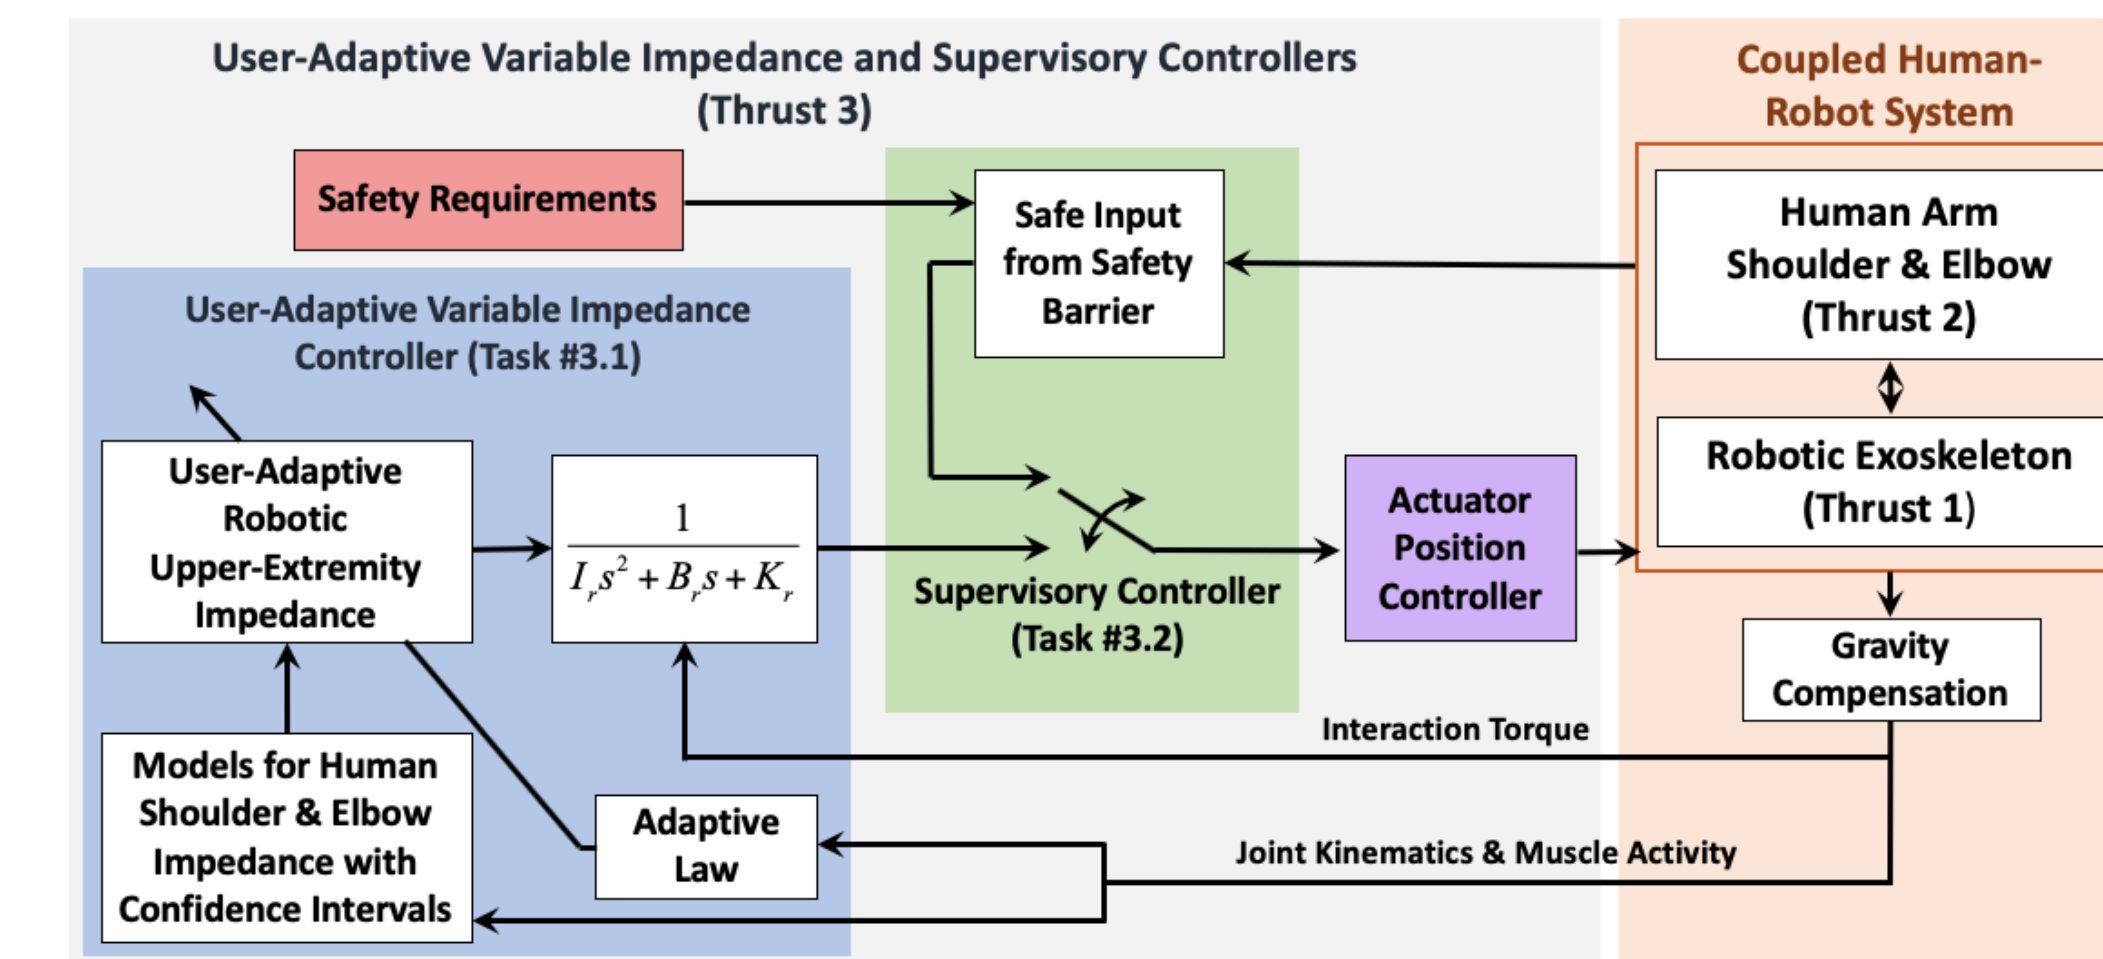 User-Adaptive Variable Impedance and Supervisory Controllers
(Thrust 3)
Coupled Human-
Robot System
Safety Requirements
Safe Input
from Safety
Barrier
Human Arm
Shoulder & Elbow
(Thrust 2)
User-Adaptive Variable Impedance
Controller (Task #3.1)
User-Adaptive
Robotic
Upper-Extremity
Impedance
1
I_r s^2 + B_r s + K_r
Supervisory Controller
(Task #3.2)
Actuator
Position
Controller
Robotic Exoskeleton
(Thrust 1)
Gravity
Compensation
Interaction Torque
Models for Human
Shoulder & Elbow
Impedance with
Confidence Intervals
Adaptive
Law
Joint Kinematics & Muscle Activity